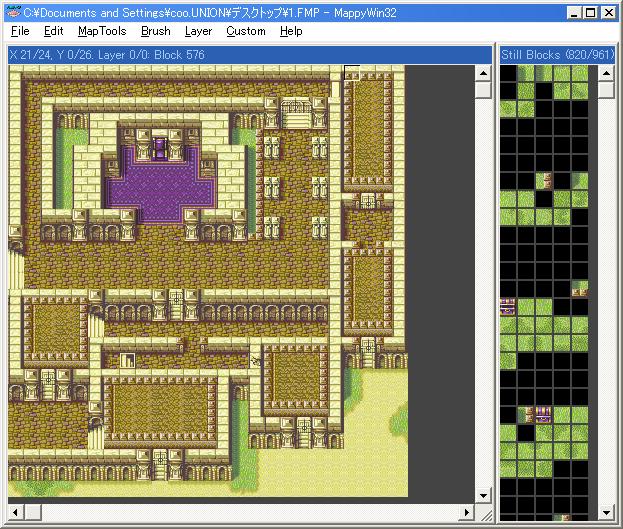 C:¥Documents and Settings¥coo.UNION¥デスクトップ¥1.FMP - MappyWin32
File Edit MapTools Brush Layer Custom Help
X 21/24, Y 0/26. Layer 0/0: Block 576
Still Blocks (820/961)